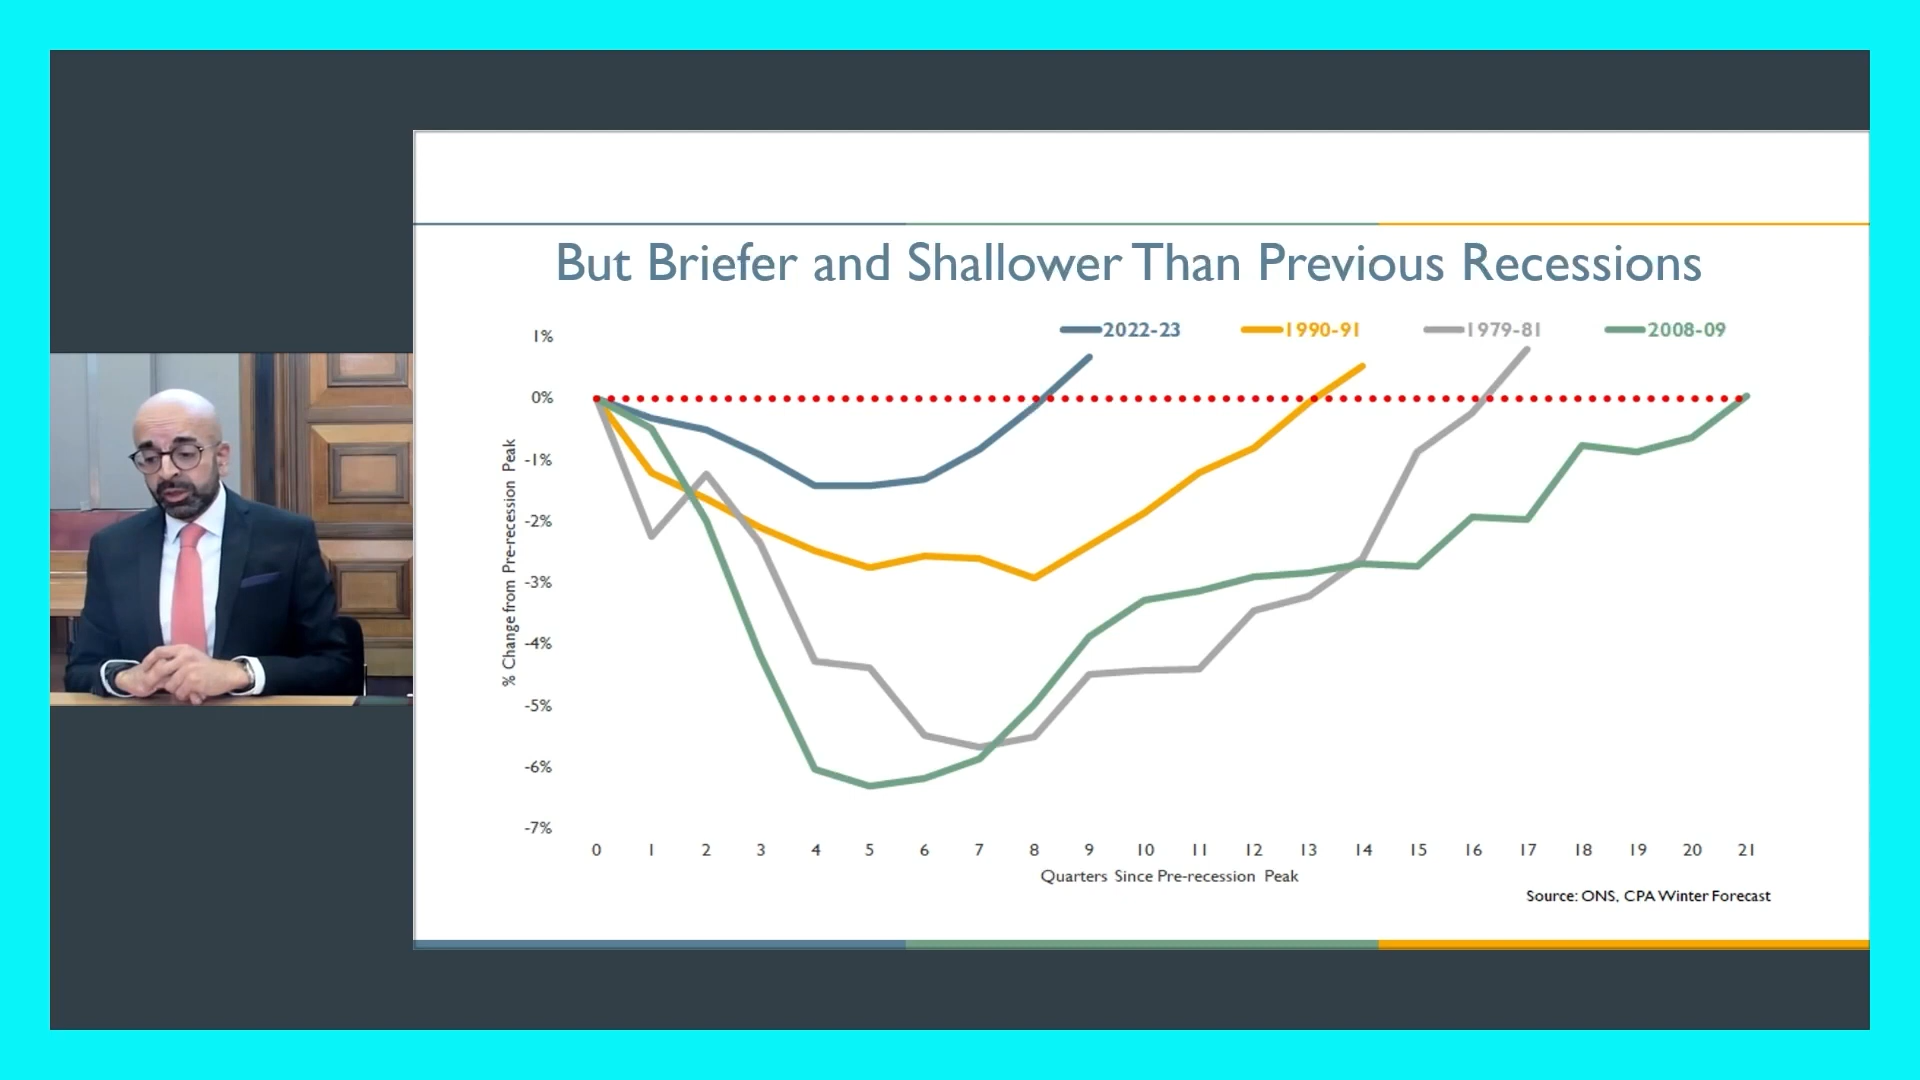 But Briefer and Shallower Than Previous Recessions
2022-23 1990-91 1979-81 2008-09
1%
0%
-1%
-2%
-3%
-4%
-5%
-6%
-7%
% Change from Pre-recession Peak
0 1 2 3 4 5 6 7 8 9 10 11 12 13 14 15 16 17 18 19 20 21
Quarters Since Pre-recession Peak
Source: ONS, CPA Winter Forecast